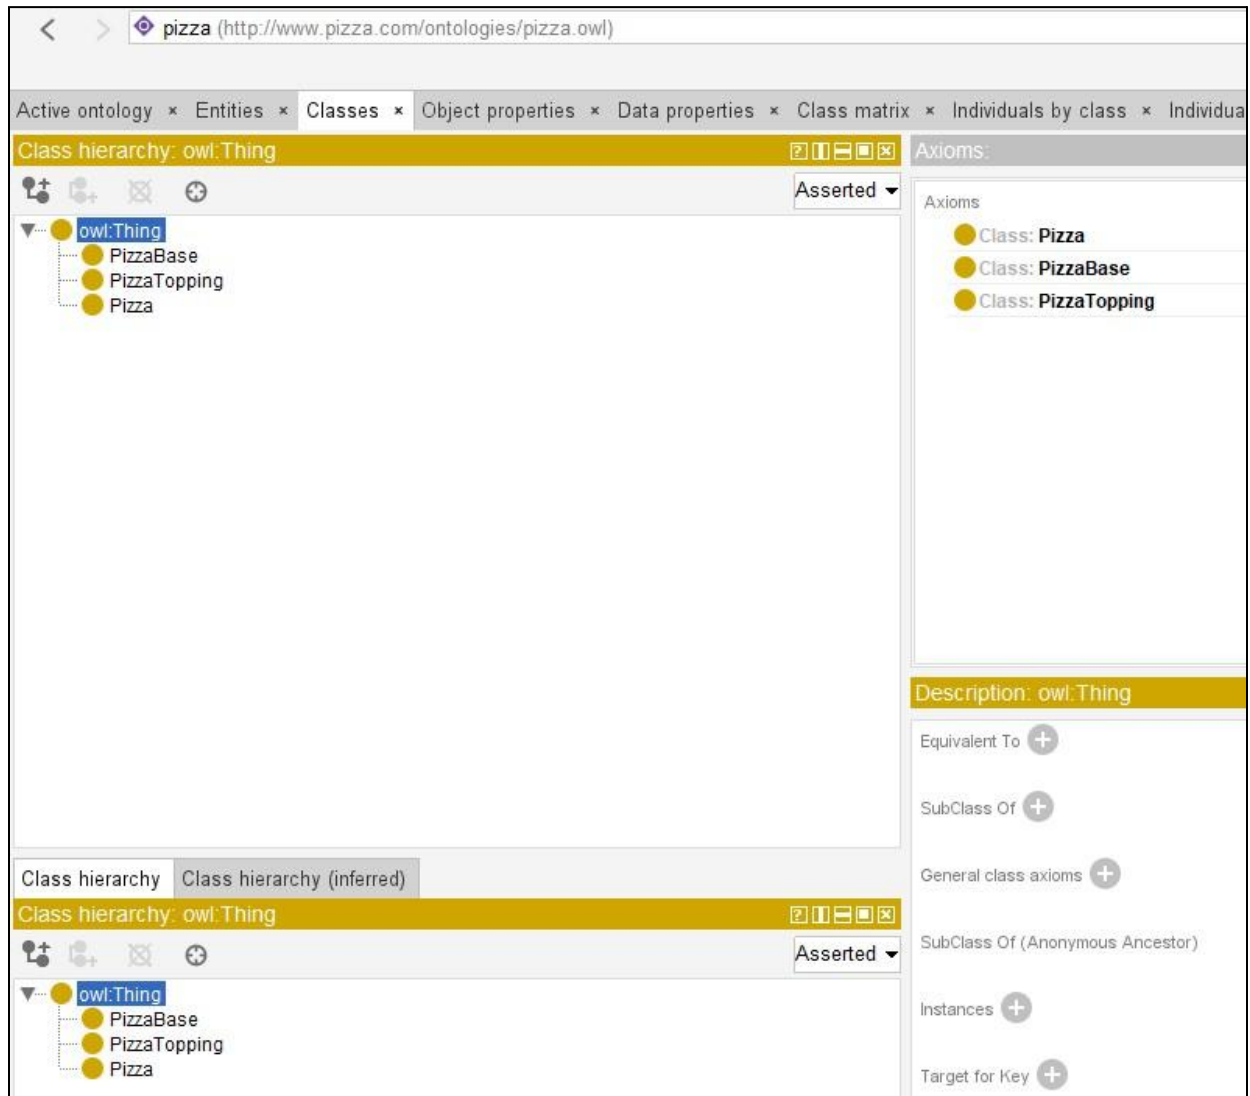 pizza (http://www.pizza.com/ontologies/pizza.owl)
Active ontology × Entities × Classes × Object properties × Data properties × Class matrix × Individuals by class × Individua
Class hierarchy: owl:Thing
Asserted
owl:Thing
PizzaBase
PizzaTopping
Pizza
Axioms:
Axioms
Class: Pizza
Class: PizzaBase
Class: PizzaTopping
Class hierarchy Class hierarchy (inferred)
Class hierarchy: owl:Thing
Asserted
owl:Thing
PizzaBase
PizzaTopping
Pizza
Description: owl:Thing
Equivalent To
SubClass Of
General class axioms
SubClass Of (Anonymous Ancestor)
Instances
Target for Key